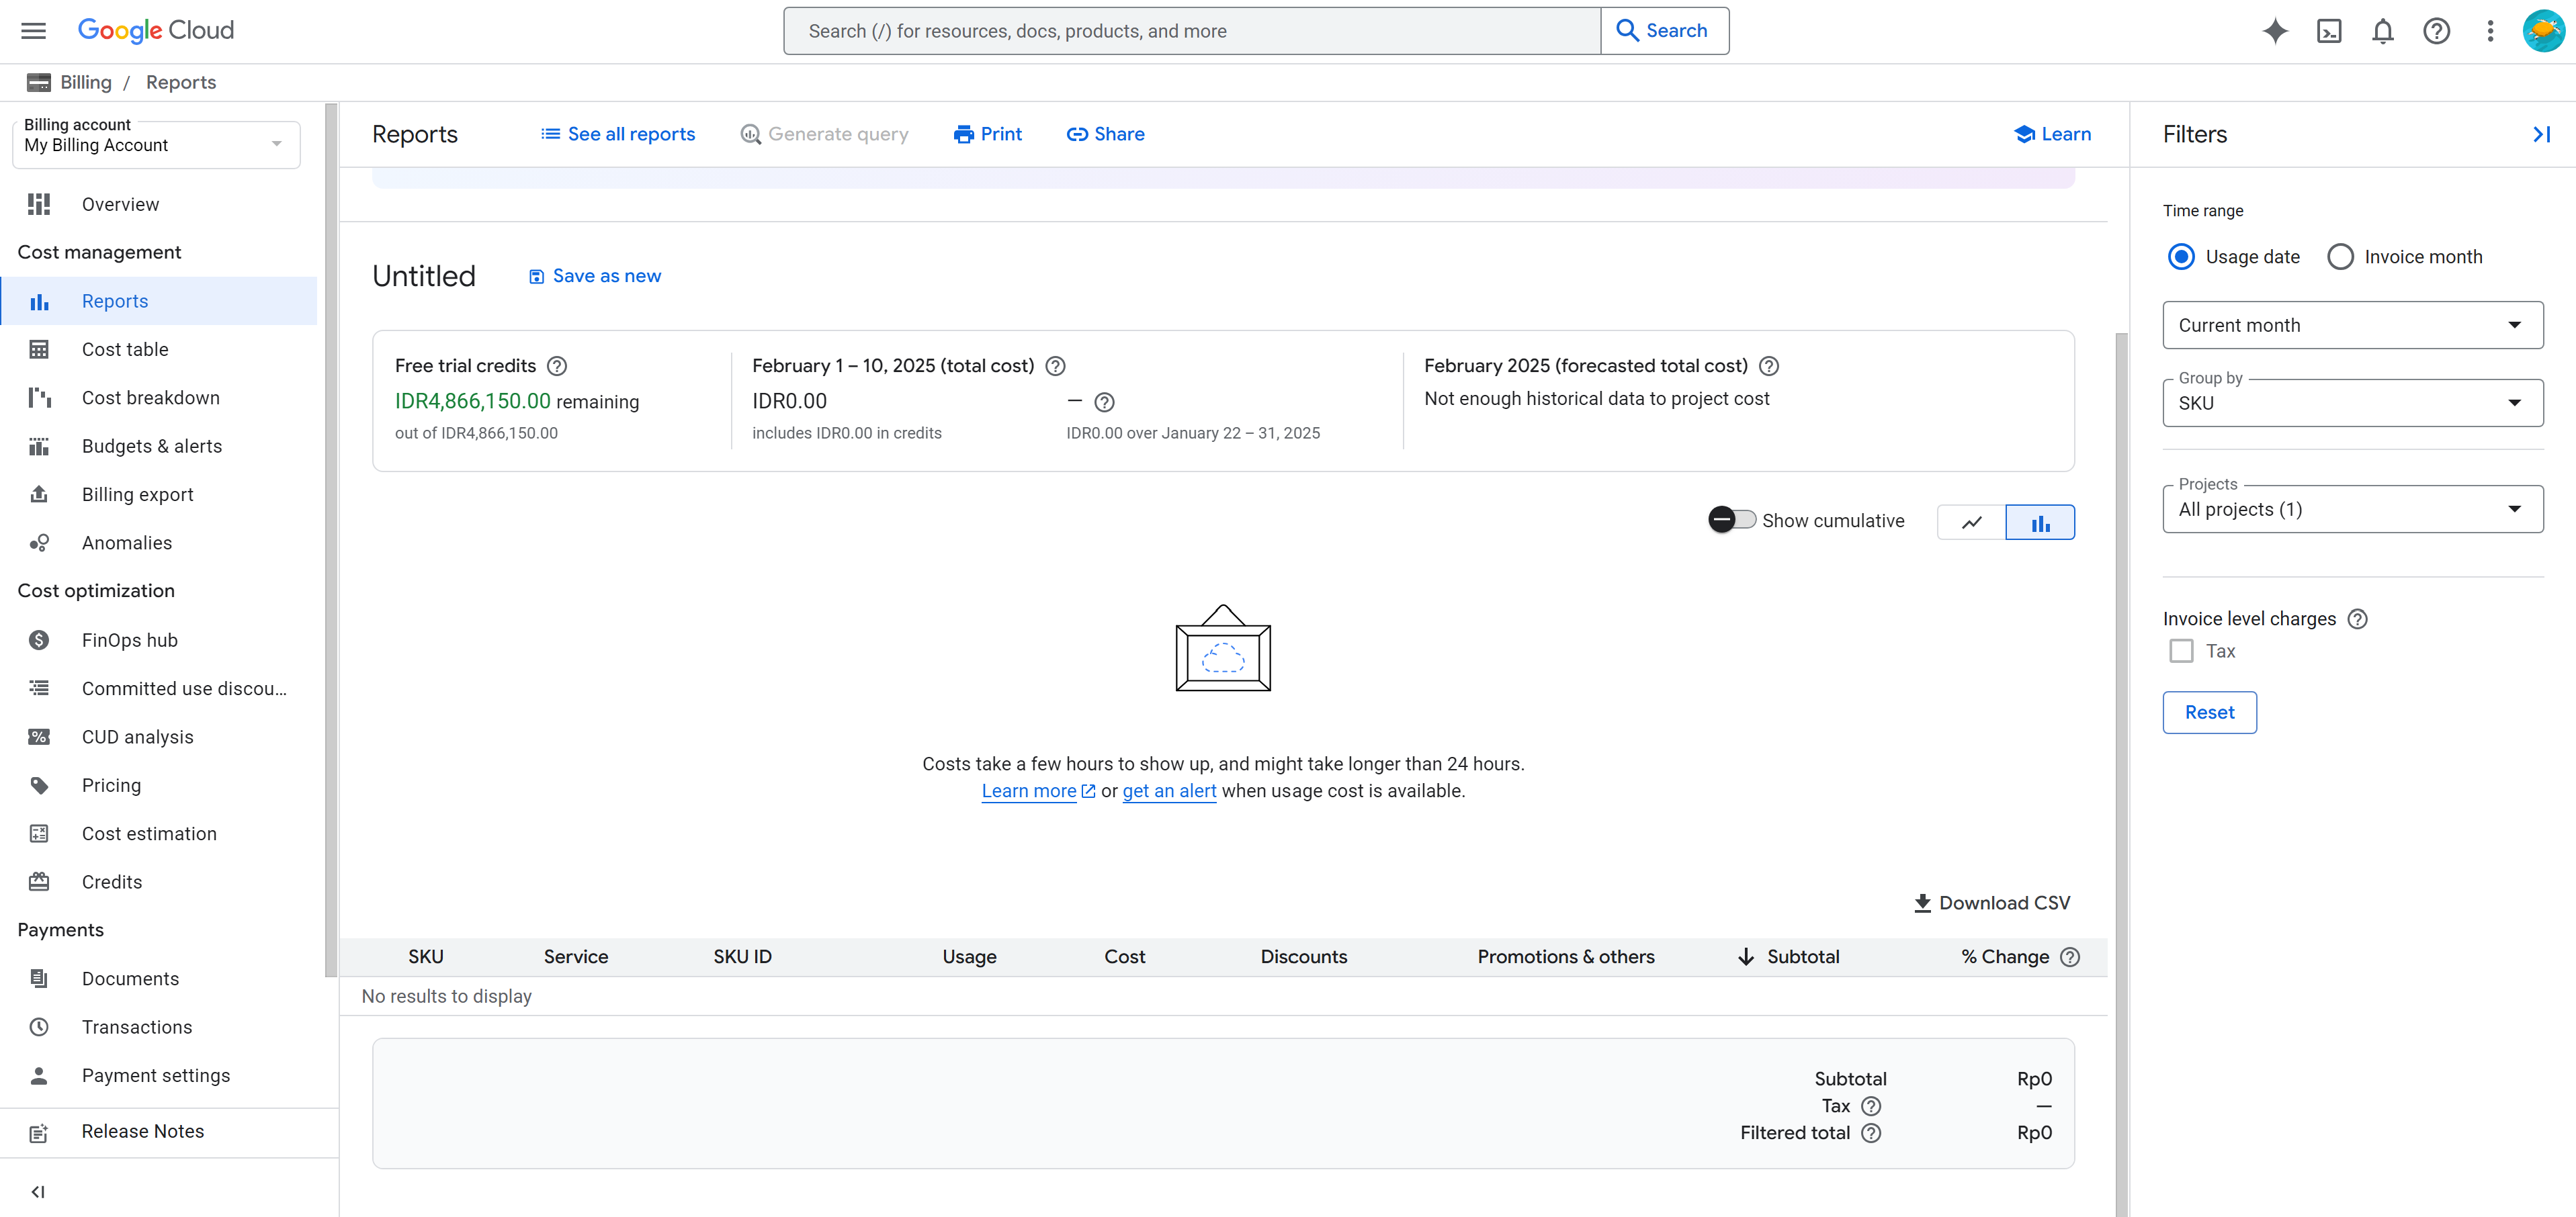 Google Cloud
Search (/) for resources, docs, products, and more
Search
Billing / Reports
Billing account
My Billing Account
Overview
Cost management
Reports
Cost table
Cost breakdown
Budgets & alerts
Billing export
Anomalies
Cost optimization
FinOps hub
Committed use discou...
CUD analysis
Pricing
Cost estimation
Credits
Payments
Documents
Transactions
Payment settings
Release Notes
Reports
See all reports
Generate query
Print
Share
Learn
Untitled
Save as new
Free trial credits
IDR4,866,150.00 remaining
out of IDR4,866,150.00
February 1 – 10, 2025 (total cost)
IDR0.00
includes IDR0.00 in credits
—
IDR0.00 over January 22 – 31, 2025
February 2025 (forecasted total cost)
Not enough historical data to project cost
Show cumulative
Costs take a few hours to show up, and might take longer than 24 hours.
Learn more or get an alert when usage cost is available.
Download CSV
SKU Service SKU ID Usage Cost Discounts Promotions & others Subtotal % Change
No results to display
Subtotal Rp0
Tax —
Filtered total Rp0
Filters
Time range
Usage date
Invoice month
Current month
Group by
SKU
Projects
All projects (1)
Invoice level charges
Tax
Reset